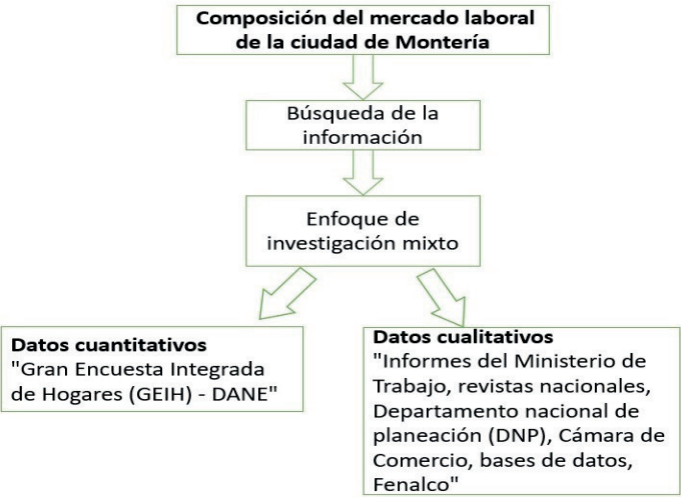 Composición del mercado laboral
de la ciudad de Montería
Búsqueda de la
información
Enfoque de
investigación mixto
Datos cuantitativos
"Gran Encuesta Integrada
de Hogares (GEIH) - DANE"
Datos cualitativos
"Informes del Ministerio de
Trabajo, revistas nacionales,
Departamento nacional de
planeación (DNP), Cámara de
Comercio, bases de datos,
Fenalco"